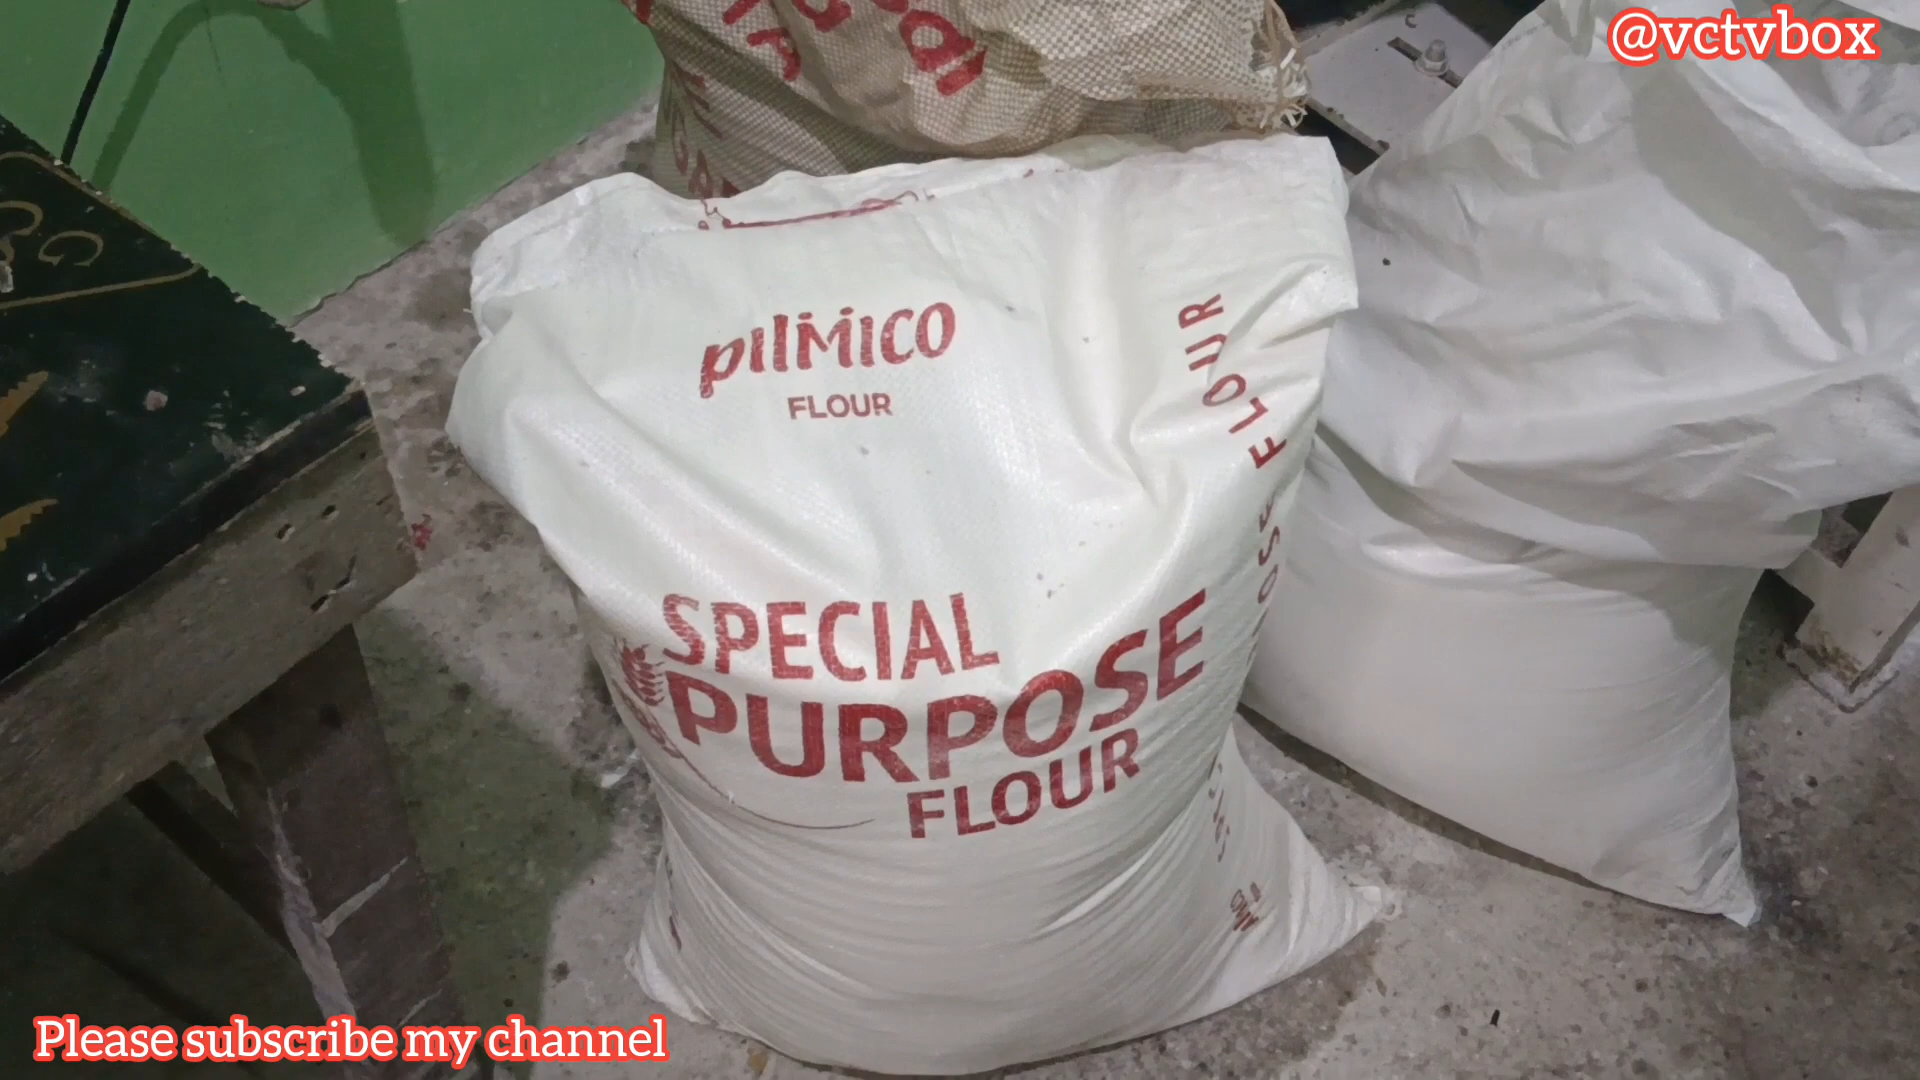 @vctvbox
pilmico
FLOUR
FLOUR
SPECIAL
PURPOSE
FLOUR
Please subscribe my channel